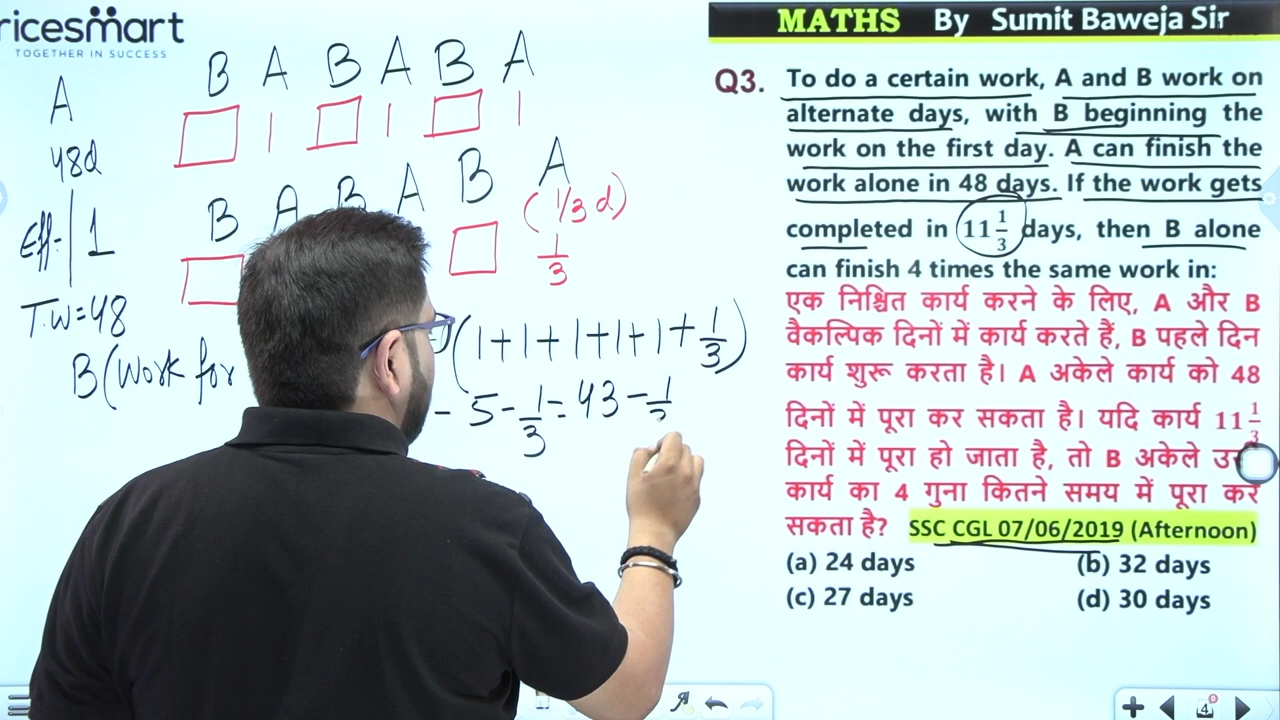 ricesmart
TOGETHER IN SUCCESS
MATHS By Sumit Baweja Sir
A
48d
Eff- 1
T.W=48
B A B A B A
1 1 1
B A B A B A
(1/3 d)
1/3
B(Work for
(1+1+1+1+1+1/3)
- 5 - 1/3 = 43 -
Q3. To do a certain work, A and B work on
alternate days, with B beginning the
work on the first day. A can finish the
work alone in 48 days. If the work gets
completed in 11 1/3 days, then B alone
can finish 4 times the same work in:
एक निश्चित कार्य करने के लिए, A और B
वैकल्पिक दिनों में कार्य करते हैं, B पहले दिन
कार्य शुरू करता है। A अकेले कार्य को 48
दिनों में पूरा कर सकता है। यदि कार्य 11 1/3
दिनों में पूरा हो जाता है, तो B अकेले
कार्य का 4 गुना कितने समय में पूरा कर
सकता है? SSC CGL 07/06/2019 (Afternoon)
(a) 24 days (b) 32 days
(c) 27 days (d) 30 days
4